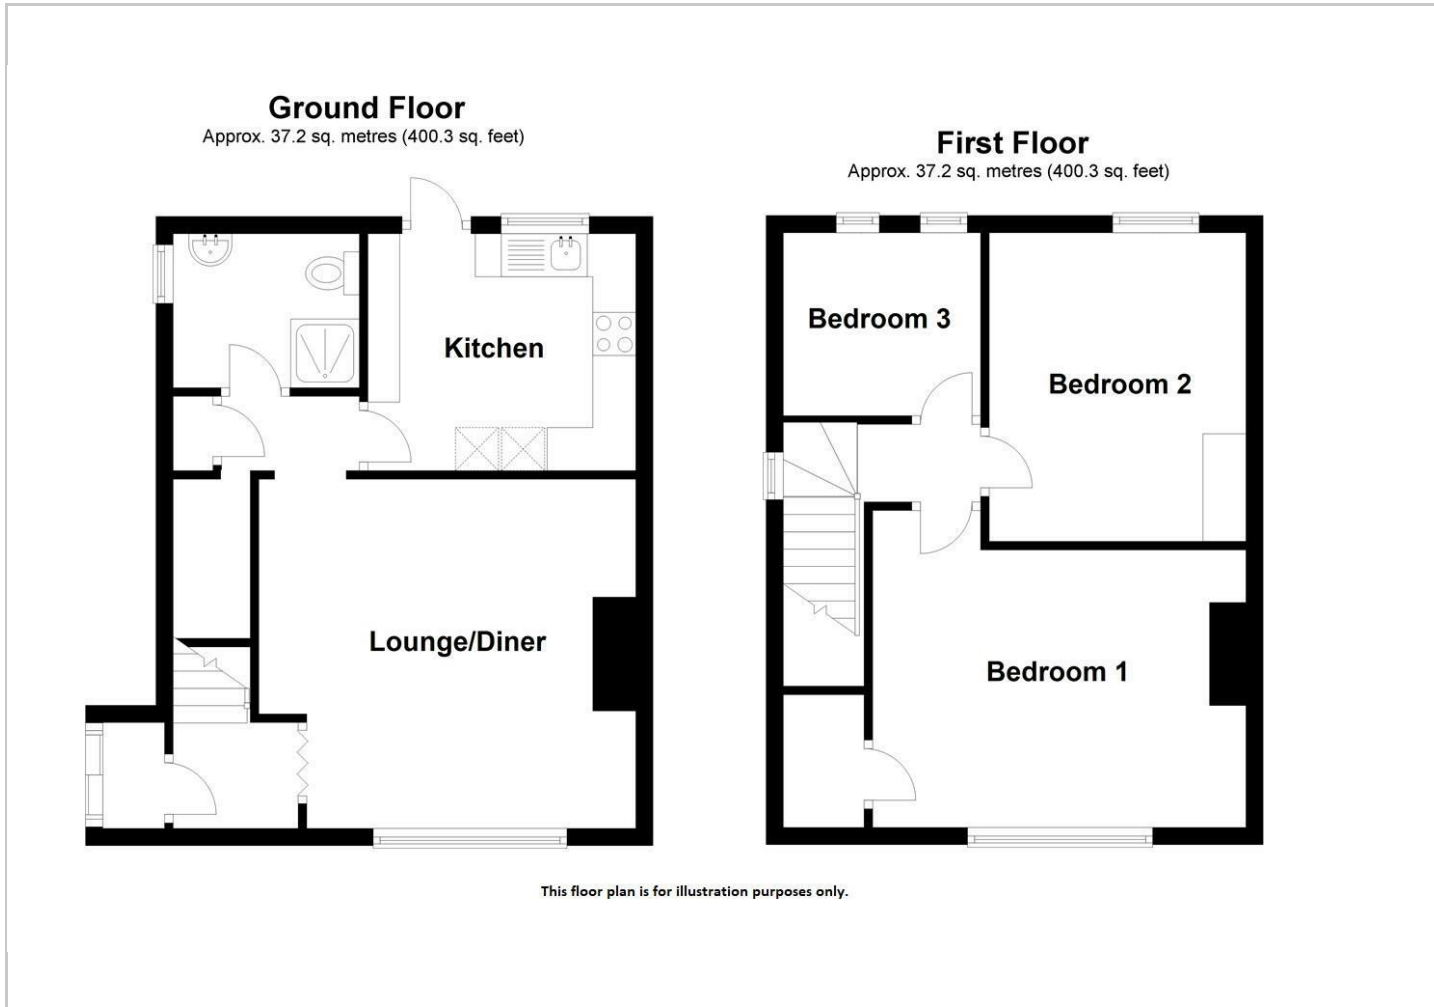 Ground Floor
Approx. 37.2 sq. metres (400.3 sq. feet)
Kitchen
Lounge/Diner
First Floor
Approx. 37.2 sq. metres (400.3 sq. feet)
Bedroom 3
Bedroom 2
Bedroom 1
This floor plan is for illustration purposes only.